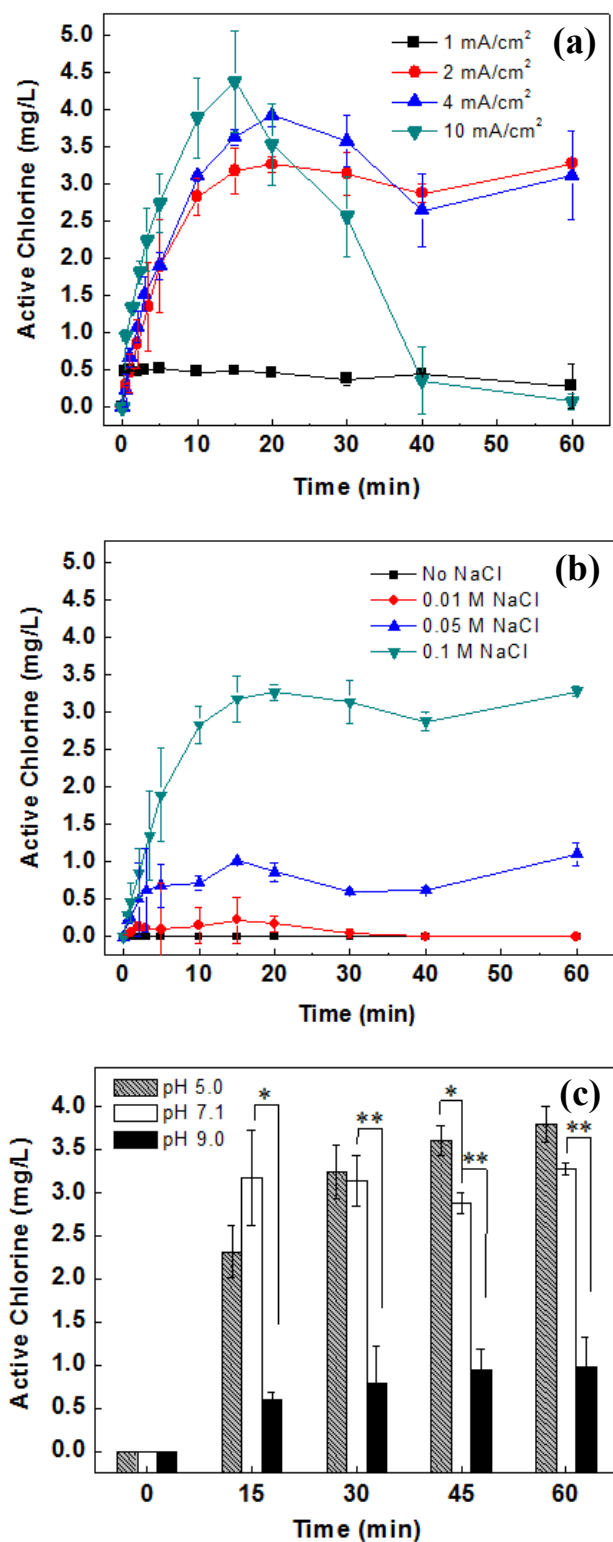 (a)
1 mA/cm²
2 mA/cm²
4 mA/cm²
10 mA/cm²
5.0
4.5
4.0
3.5
3.0
2.5
2.0
1.5
1.0
0.5
0.0
Active Chlorine (mg/L)
0 10 20 30 40 50 60
Time (min)
(b)
No NaCl
0.01 M NaCl
0.05 M NaCl
0.1 M NaCl
5.0
4.5
4.0
3.5
3.0
2.5
2.0
1.5
1.0
0.5
0.0
Active Chlorine (mg/L)
0 10 20 30 40 50 60
Time (min)
(c)
pH 5.0
pH 7.1
pH 9.0
* ** * ** **
4.0
3.5
3.0
2.5
2.0
1.5
1.0
0.5
0.0
Active Chlorine (mg/L)
0 15 30 45 60
Time (min)